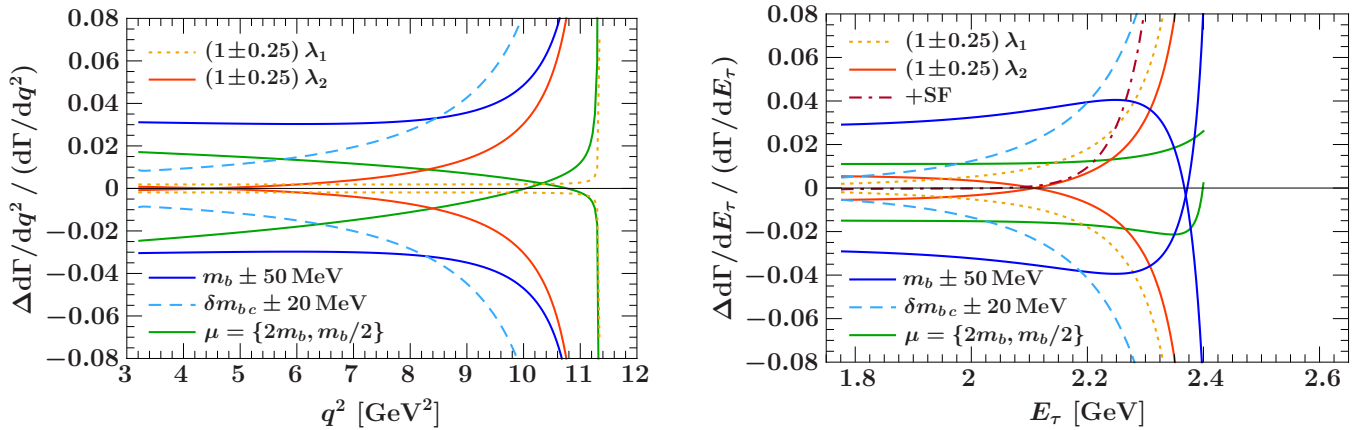 0.08
0.04
0.02
0
−0.02
−0.04
−0.06
−0.08
3
4
5
6
7
8
9
10
11
12
ΔdΓ/dq² / (dΓ/dq²)
q² [GeV²]
(1±0.25) λ₁
(1±0.25) λ₂
m_b ± 50 MeV
δm_bc ± 20 MeV
μ = {2m_b, m_b/2}
0.08
0.06
0.04
0.02
0
−0.02
−0.04
−0.06
−0.08
1.8
2
2.2
2.4
2.6
ΔdΓ/dE_τ / (dΓ/dE_τ)
E_τ [GeV]
(1±0.25) λ₁
(1±0.25) λ₂
+SF
m_b ± 50 MeV
δm_bc ± 20 MeV
μ = {2m_b, m_b/2}